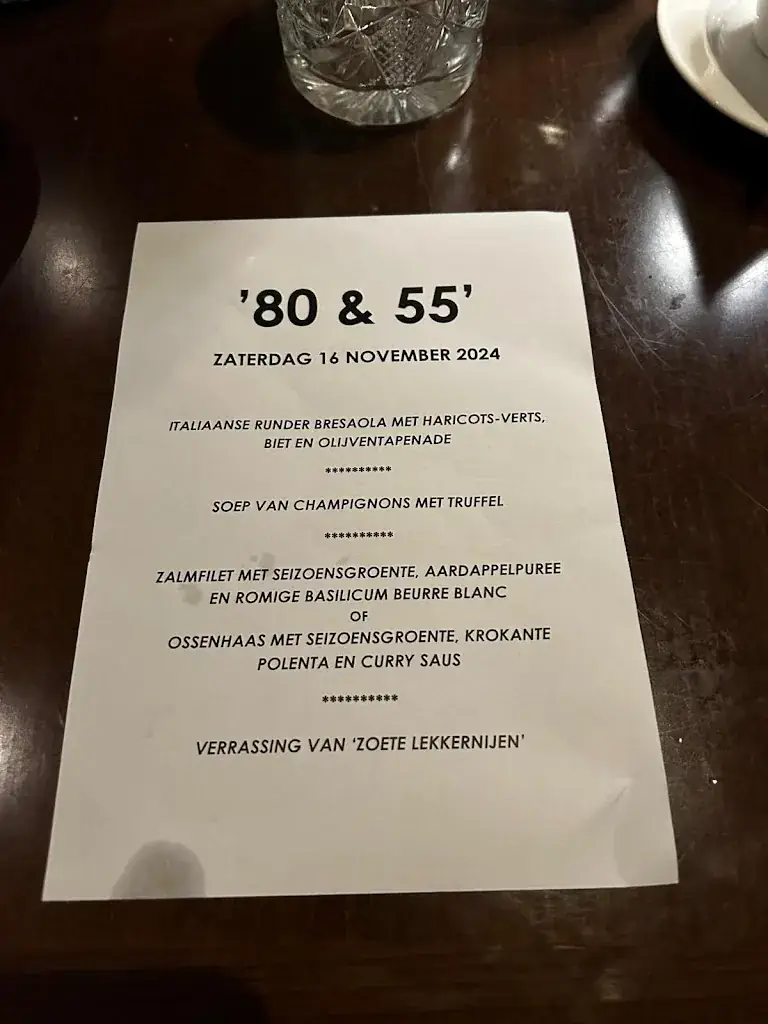 '80 & 55'
ZATERDAG 16 NOVEMBER 2024
ITALIAANSE RUNDER BRESAOLA MET HARICOTS-VERTS,
BIET EN OLIJVENTAPENADE
**********
SOEP VAN CHAMPIGNONS MET TRUFFEL
**********
ZALMFILET MET SEIZOENSGROENTE, AARDAPPELPUREE
EN ROMIGE BASILICUM BEURRE BLANC
OF
OSSENHAAS MET SEIZOENSGROENTE, KROKANTE
POLENTA EN CURRY SAUS
**********
VERRASSING VAN 'ZOETE LEKKERNIJEN'